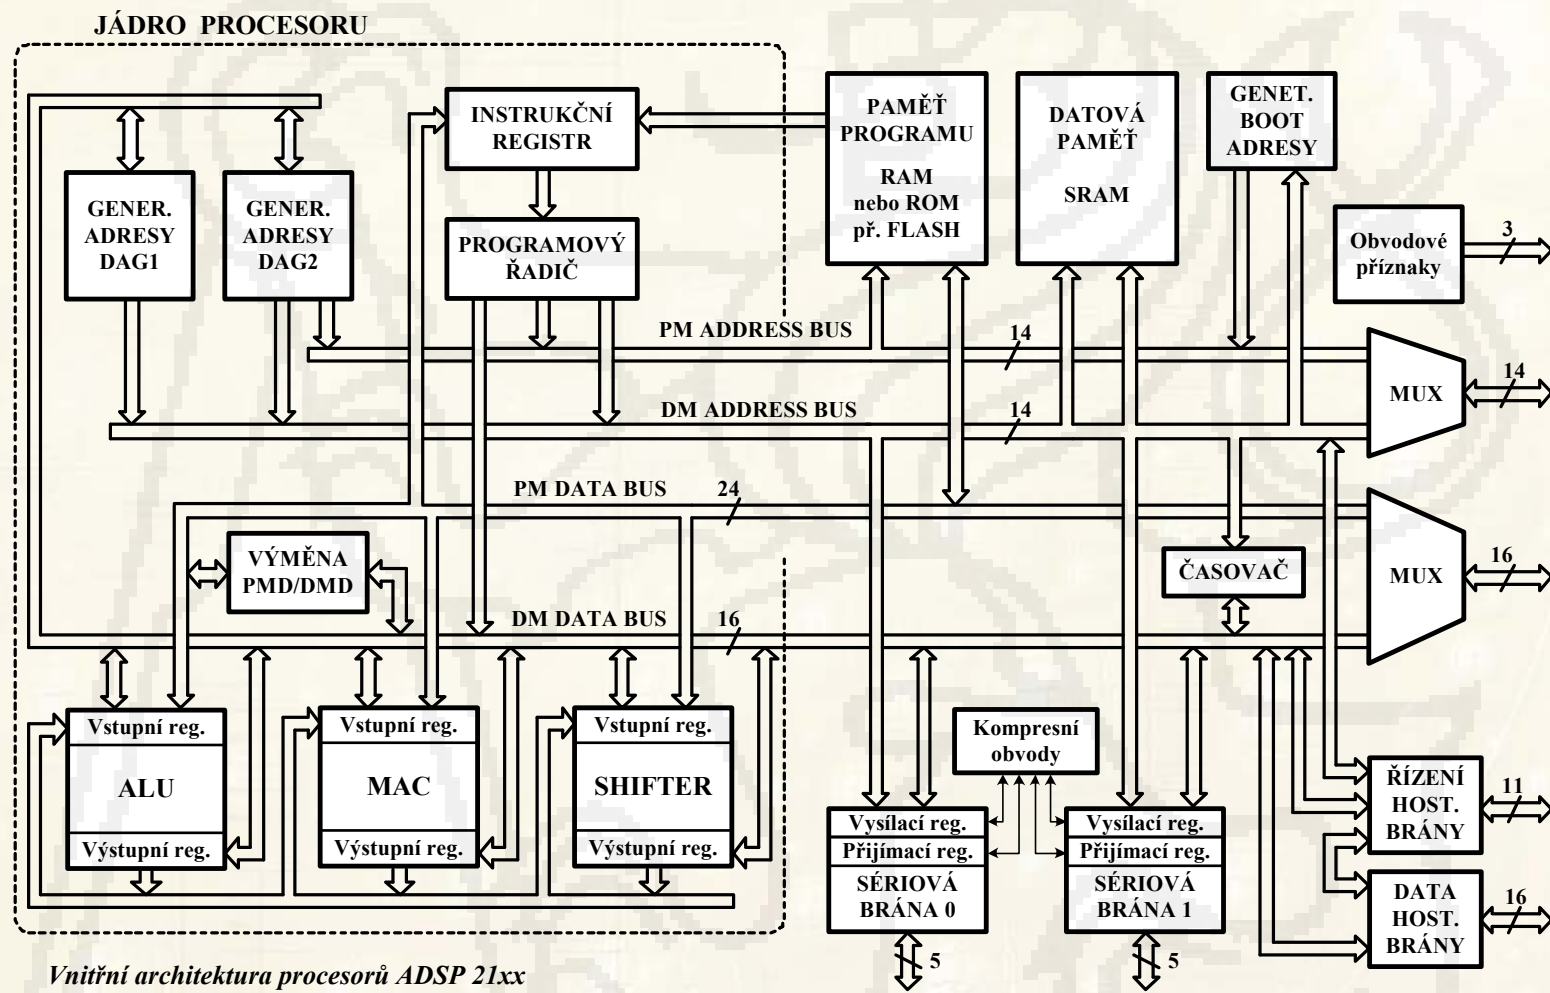 JÁDRO PROCESORU
INSTRUKČNÍ
REGISTR
PAMĚŤ
PROGRAMU
RAM
nebo ROM
př. FLASH
DATOVÁ
PAMĚŤ
SRAM
GENET.
BOOT
ADRESY
GENER.
ADRESY
DAG1
GENER.
ADRESY
DAG2
PROGRAMOVÝ
ŘADIČ
Obvodové
příznaky
3
PM ADDRESS BUS
14
MUX
14
DM ADDRESS BUS
14
PM DATA BUS
24
VÝMĚNA
PMD/DMD
ČASOVAČ
MUX
16
DM DATA BUS
16
Vstupní reg.
ALU
Výstupní reg.
Vstupní reg.
MAC
Výstupní reg.
Vstupní reg.
SHIFTER
Výstupní reg.
Kompresní
obvody
Vysílací reg.
Přijímací reg.
SÉRIOVÁ
BRÁNA 0
5
Vysílací reg.
Přijímací reg.
SÉRIOVÁ
BRÁNA 1
5
ŘÍZENÍ
HOST.
BRÁNY
11
DATA
HOST.
BRÁNY
16
Vnitřní architektura procesorů ADSP 21xx